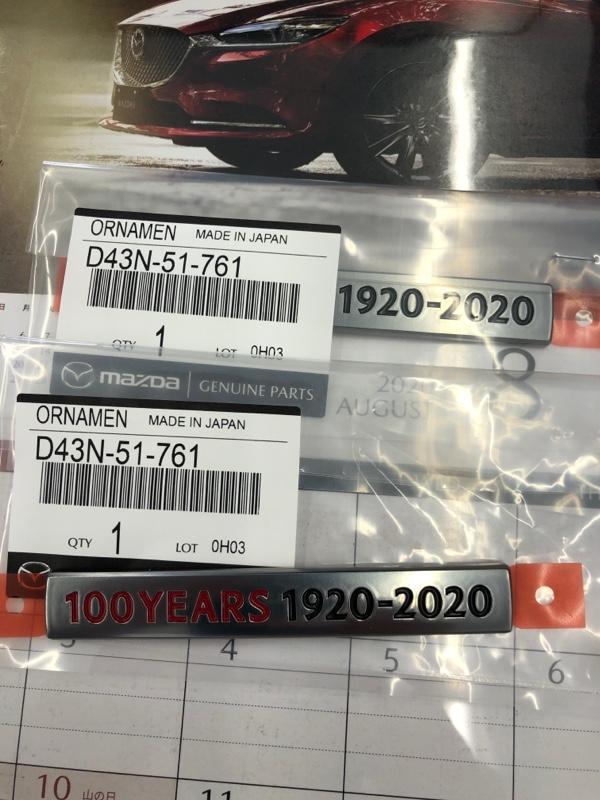 ORNAMEN MADE IN JAPAN
D43N-51-761
QTY 1 LOT 0H03
1920-2020
mazda GENUINE PARTS
8
AUGUST
ORNAMEN MADE IN JAPAN
D43N-51-761
QTY 1 LOT 0H03
100 YEARS 1920-2020
3 4 5 6
10 山の日 11